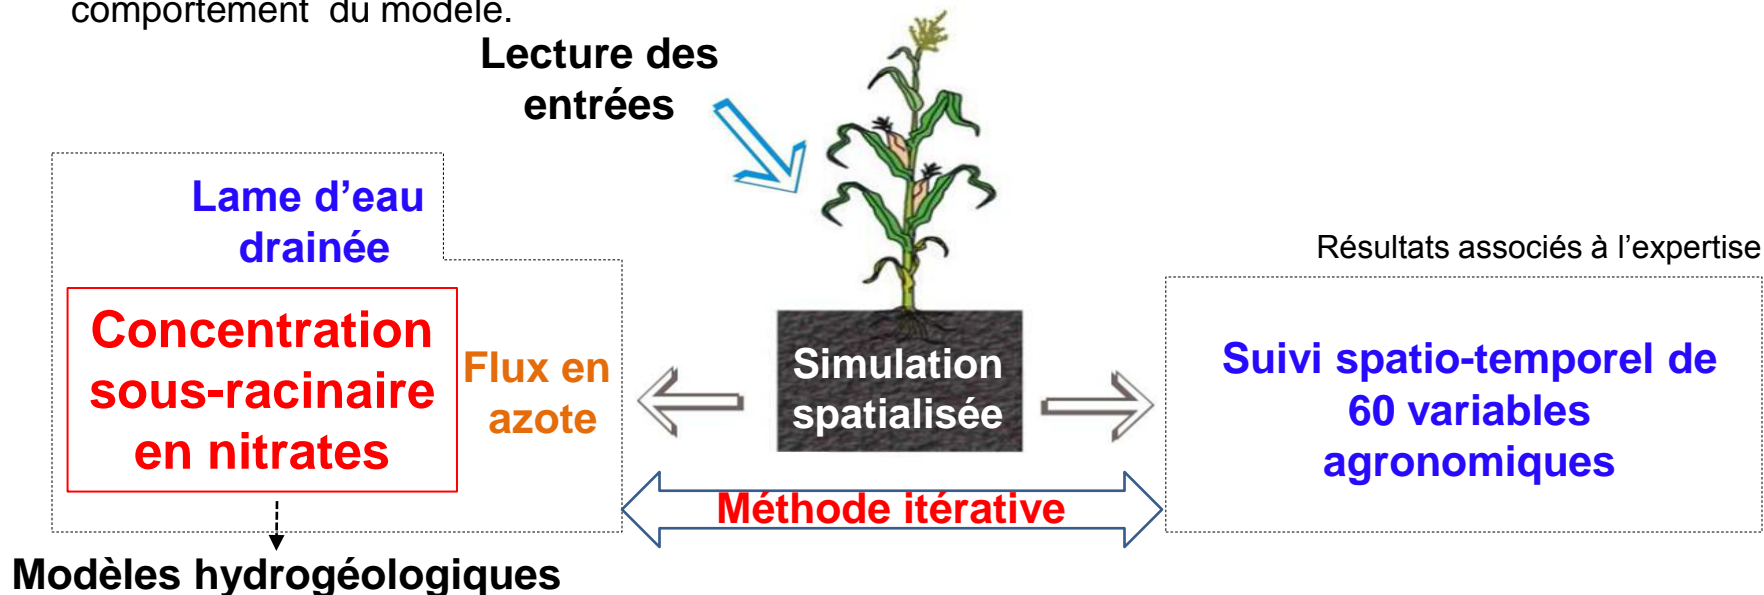 comportement du modèle.
Lecture des
entrées
Lame d’eau
drainée
Concentration
sous-racinaire
en nitrates
Flux en
azote
Simulation
spatialisée
Résultats associés à l’expertise
Suivi spatio-temporel de
60 variables
agronomiques
Méthode itérative
Modèles hydrogéologiques